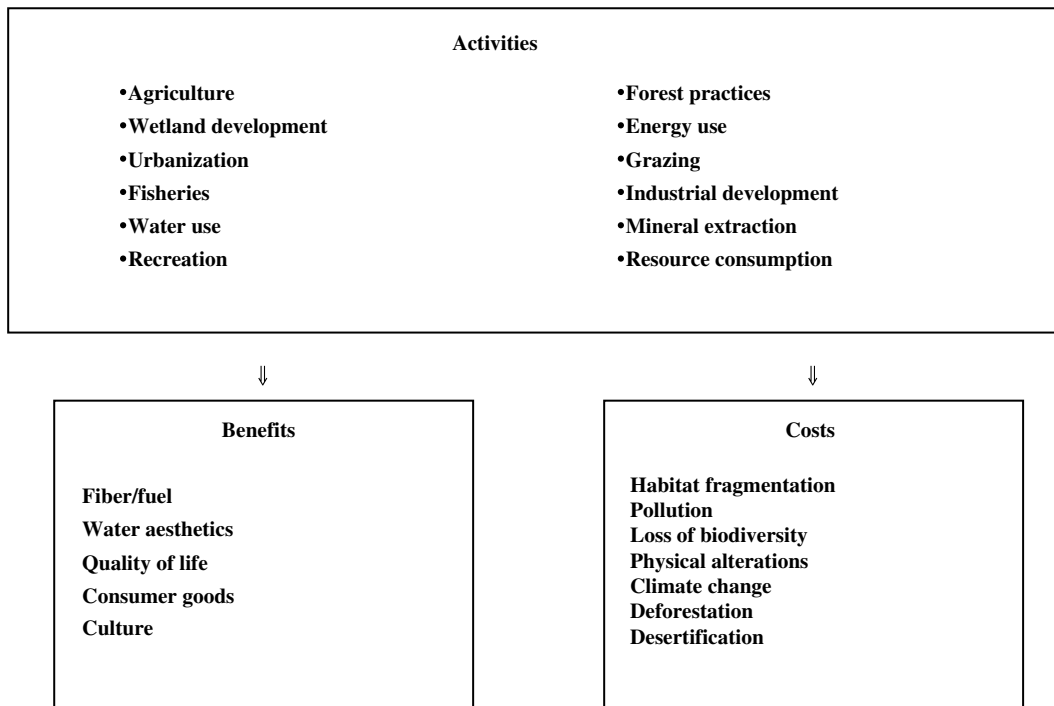 Activities
•Agriculture
•Wetland development
•Urbanization
•Fisheries
•Water use
•Recreation
•Forest practices
•Energy use
•Grazing
•Industrial development
•Mineral extraction
•Resource consumption
⇓
⇓
Benefits
Fiber/fuel
Water aesthetics
Quality of life
Consumer goods
Culture
Costs
Habitat fragmentation
Pollution
Loss of biodiversity
Physical alterations
Climate change
Deforestation
Desertification